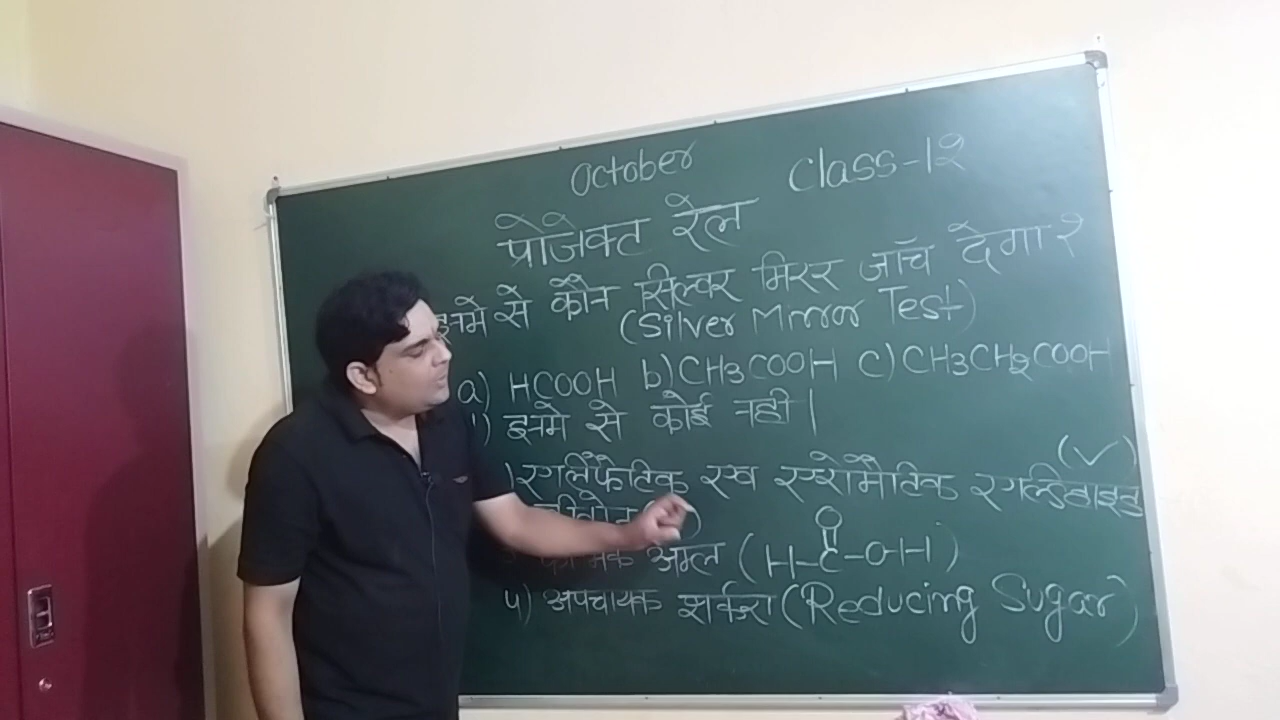 October Class-12
प्रोजेक्ट रेल
इनमे से कौन सिल्वर मिरर जाँच देगा ?
(Silver Mirror Test)
a) HCOOH b) CH3COOH c) CH3CH2COOH
) इनमे से कोई नही |
(✓)
) एलीफैटिक एव एरोमैटिक एल्डिहाइड
अम्ल (H-C-OH)
O
४) अपचायक शर्करा (Reducing Sugar)